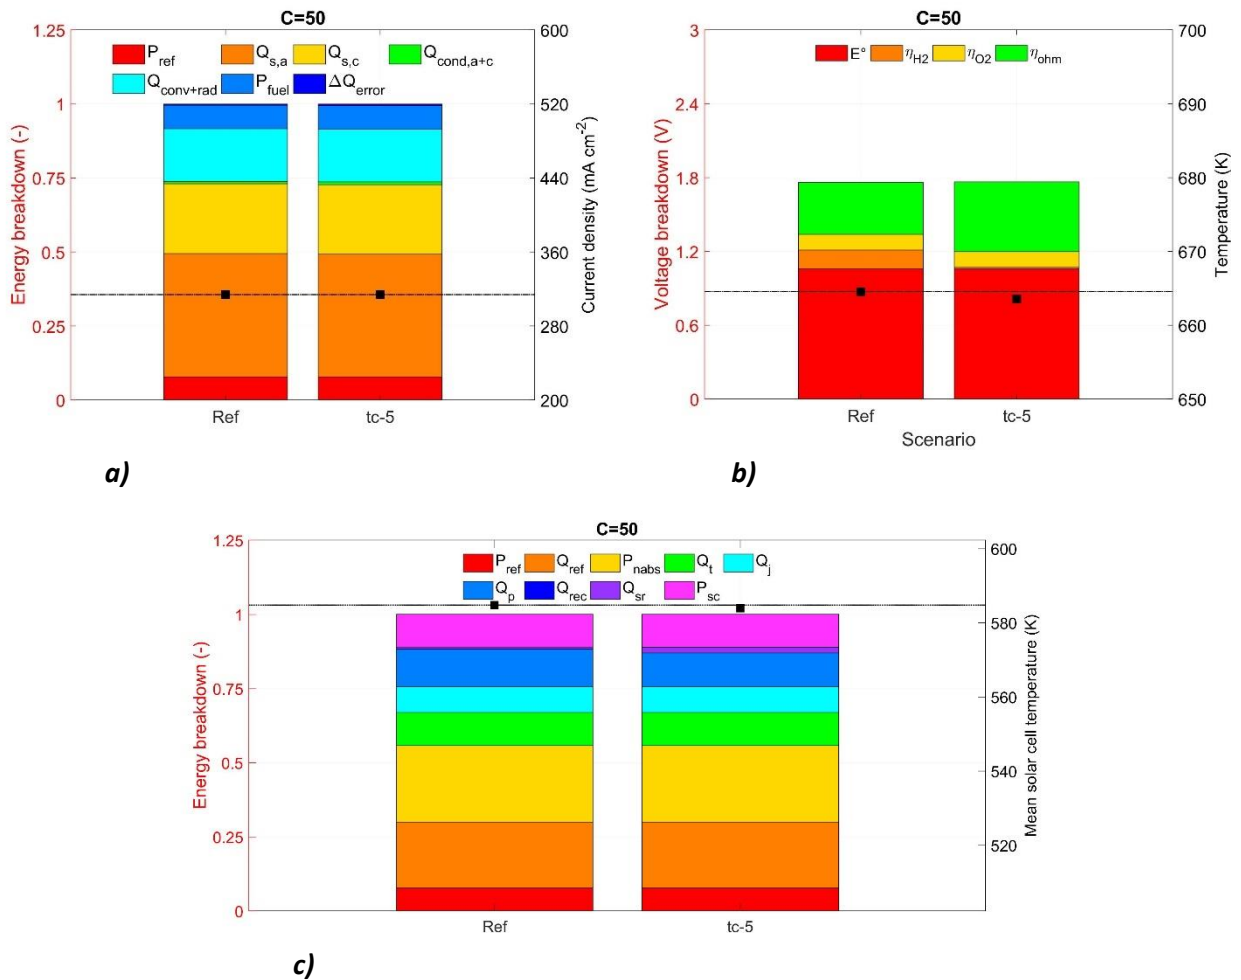 C=50
1.25
1
0.75
0.5
0.25
0
Energy breakdown (-)
P_ref Q_s,a Q_s,c Q_cond,a+c
Q_conv+rad P_fuel ΔQ_error
600
520
440
360
280
200
Current density (mA cm^-2)
Ref tc-5
a)
C=50
3
2.4
1.8
1.2
0.6
0
Voltage breakdown (V)
E° η_H2 η_O2 η_ohm
700
690
680
670
660
650
Temperature (K)
Ref tc-5
Scenario
b)
C=50
1.25
1
0.75
0.5
0.25
0
Energy breakdown (-)
P_ref Q_ref P_nabs Q_t Q_j
Q_p Q_rec Q_sr P_sc
600
580
560
540
520
Mean solar cell temperature (K)
Ref tc-5
c)